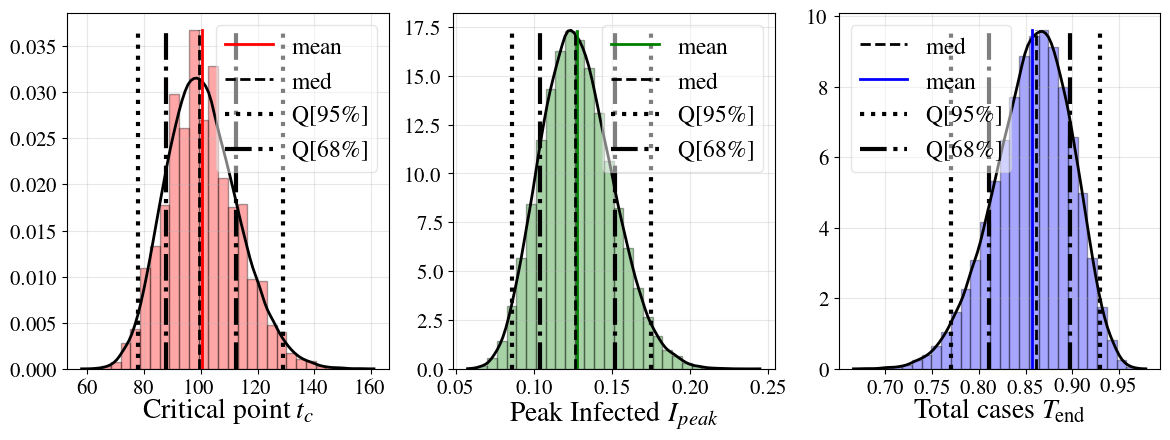 0.035
0.030
0.025
0.020
0.015
0.010
0.005
0.000
60 80 100 120 140 160
Critical point t_c
mean
med
Q[95%]
Q[68%]
17.5
15.0
12.5
10.0
7.5
5.0
2.5
0.0
0.05 0.10 0.15 0.20 0.25
Peak Infected I_peak
mean
med
Q[95%]
Q[68%]
10
8
6
4
2
0
0.70 0.75 0.80 0.85 0.90 0.95
Total cases T_end
med
mean
Q[95%]
Q[68%]